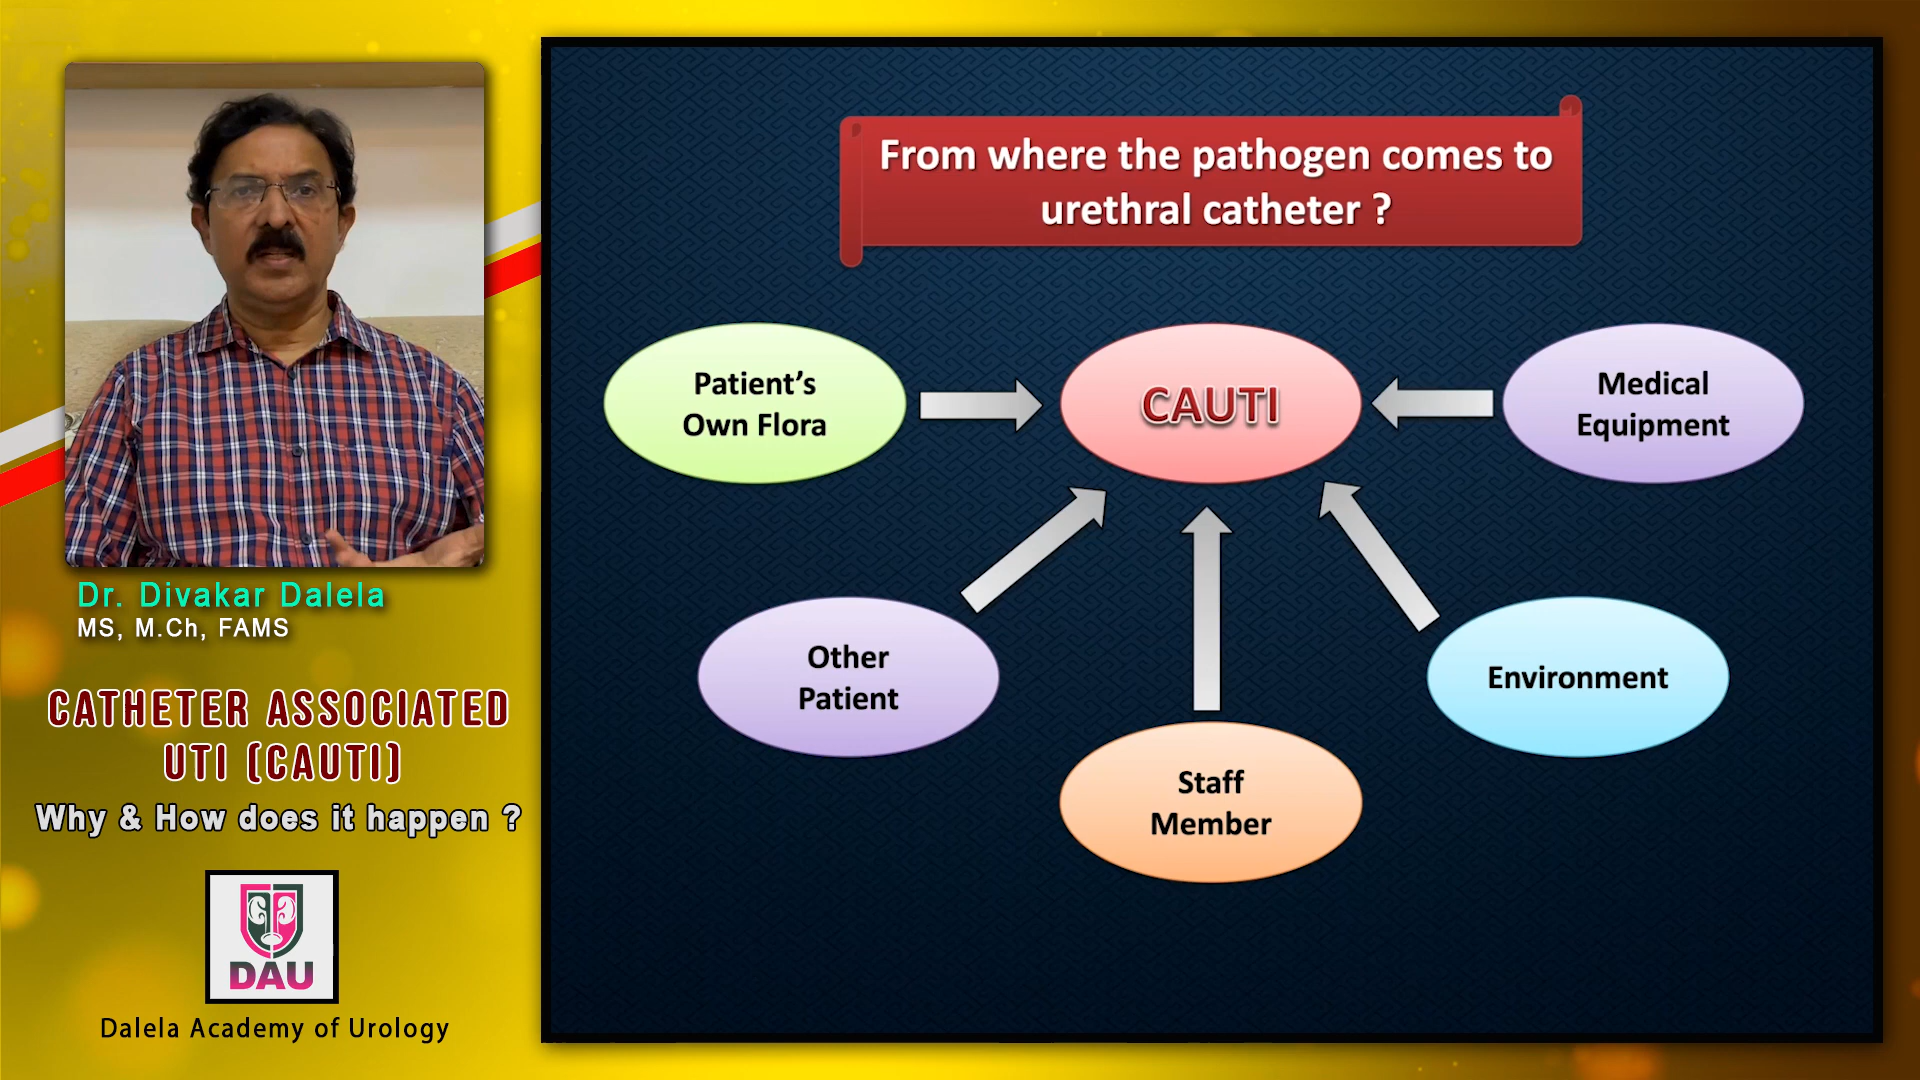 From where the pathogen comes to
urethral catheter ?
Patient's
Own Flora
CAUTI
Medical
Equipment
Other
Patient
Staff
Member
Environment
Dr. Divakar Dalela
MS, M.Ch, FAMS
CATHETER ASSOCIATED
UTI (CAUTI)
Why & How does it happen ?
DAU
Dalela Academy of Urology